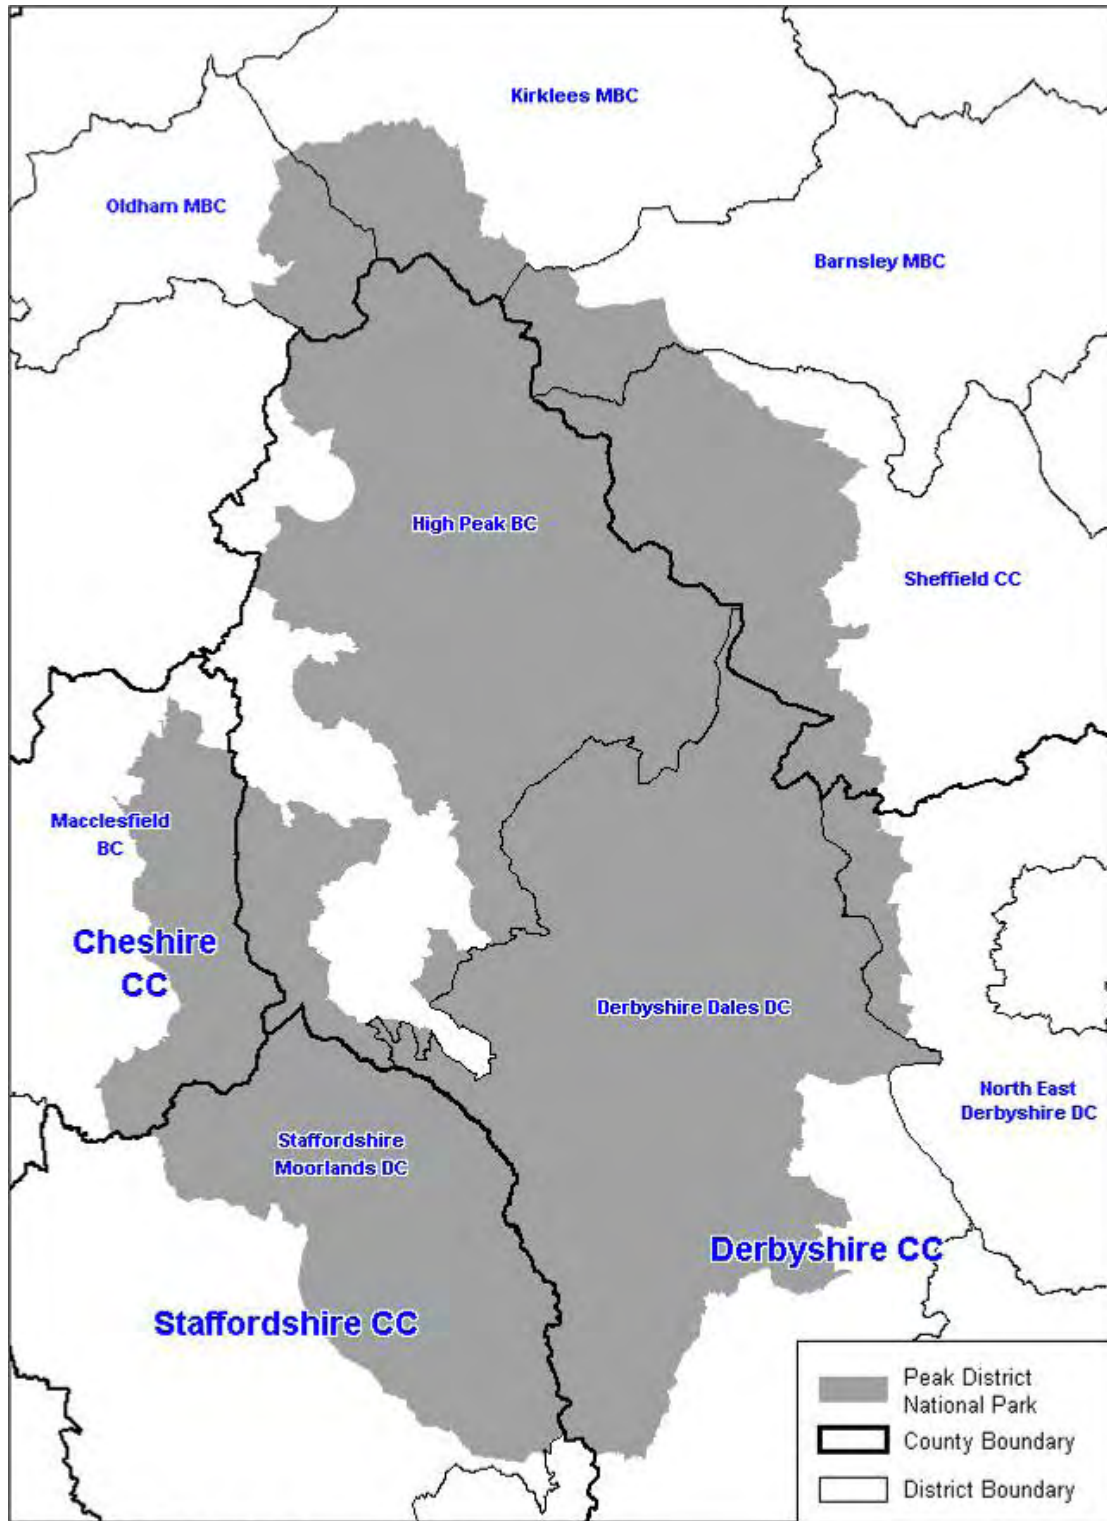 Kirklees MBC
Oldham MBC
Barnsley MBC
High Peak BC
Sheffield CC
Macclesfield
BC
Cheshire
CC
Derbyshire Dales DC
North East
Derbyshire DC
Staffordshire
Moorlands DC
Derbyshire CC
Staffordshire CC
Peak District
National Park
County Boundary
District Boundary